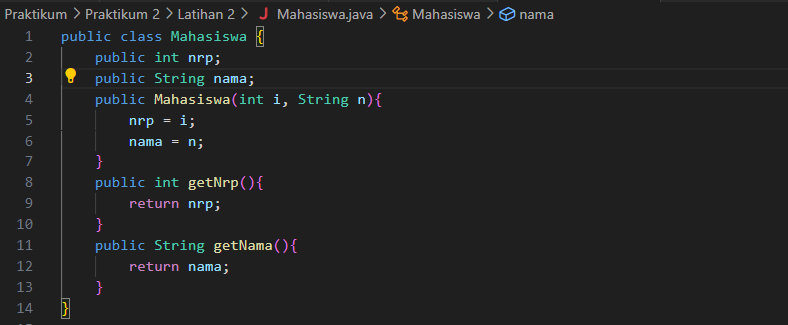 Praktikum > Praktikum 2 > Latihan 2 > J Mahasiswa.java > Mahasiswa > nama
1 public class Mahasiswa {
2     public int nrp;
3     public String nama;
4     public Mahasiswa(int i, String n){
5         nrp = i;
6         nama = n;
7     }
8     public int getNrp(){
9         return nrp;
10     }
11     public String getNama(){
12         return nama;
13     }
14 }